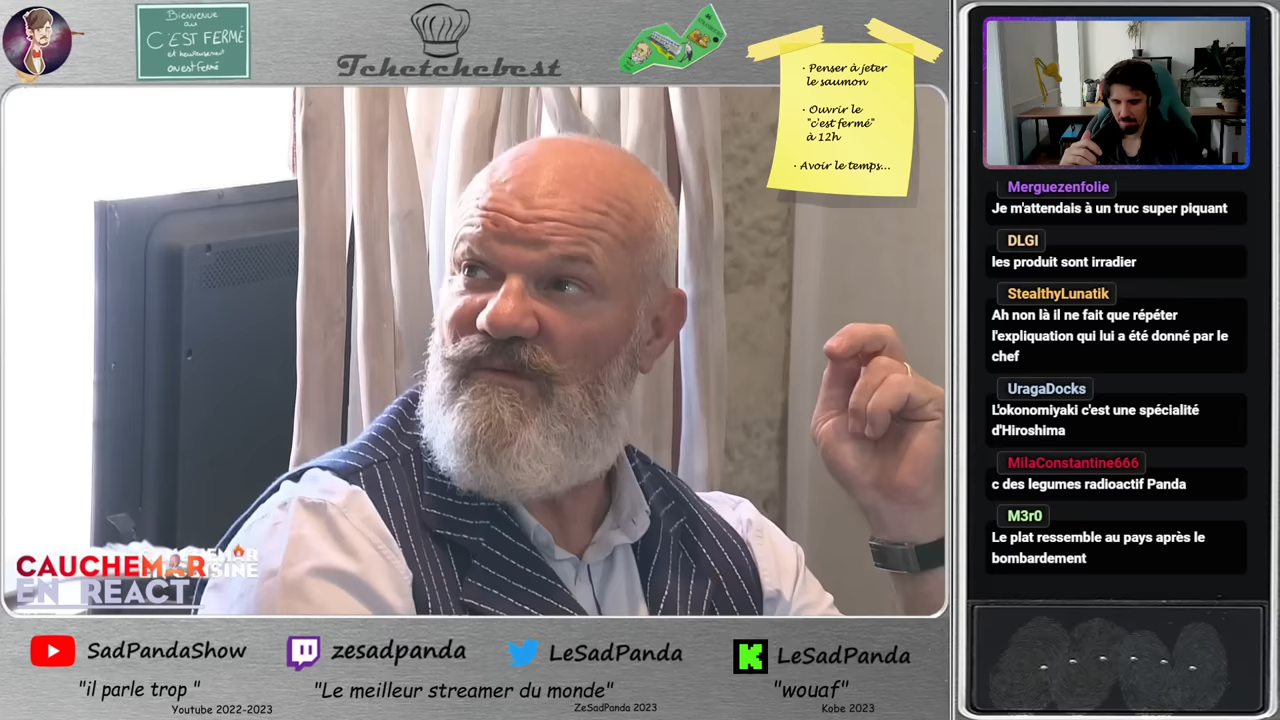 Bienvenue
au
C'EST FERMÉ
et heureusement
on est fermé
Tchetchebest
· Penser à jeter
le saumon
· Ouvrir le
"c'est fermé"
à 12h
· Avoir le temps...
CAUCHEMAR
EN REACT
Merguezenfolie
Je m'attendais à un truc super piquant
DLGI
les produit sont irradier
StealthyLunatik
Ah non là il ne fait que répéter
l'expliquation qui lui a été donné par le
chef
UragaDocks
L'okonomiyaki c'est une spécialité
d'Hiroshima
MilaConstantine666
c des legumes radioactif Panda
M3r0
Le plat ressemble au pays après le
bombardement
SadPandaShow
zesadpanda
LeSadPanda
LeSadPanda
"il parle trop "
Youtube 2022-2023
"Le meilleur streamer du monde"
ZeSadPanda 2023
"wouaf"
Kobe 2023